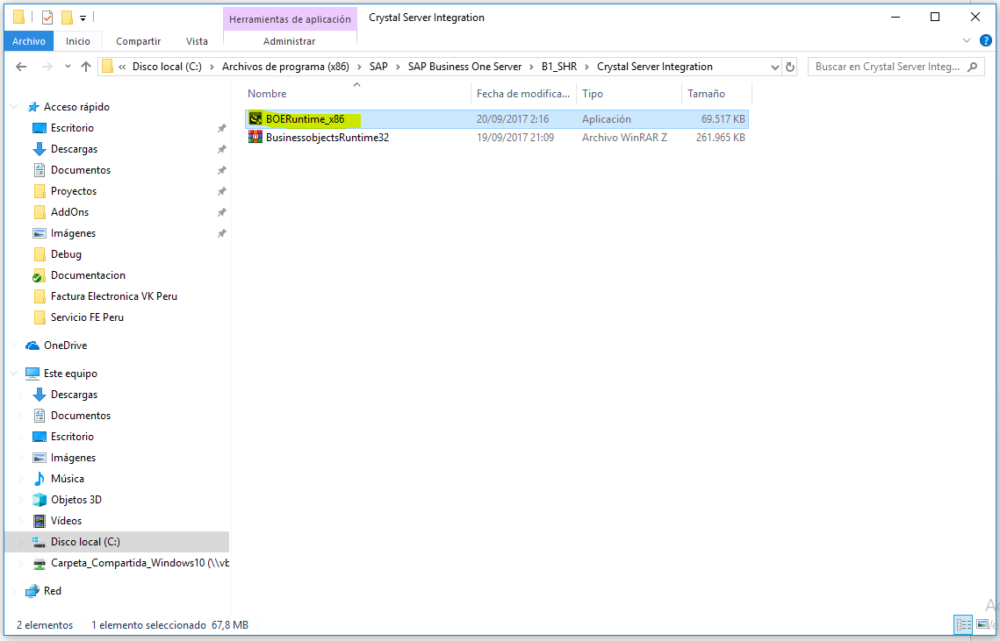 Herramientas de aplicación
Crystal Server Integration
Archivo Inicio Compartir Vista Administrar
« Disco local (C:) › Archivos de programa (x86) › SAP › SAP Business One Server › B1_SHR › Crystal Server Integration
Buscar en Crystal Server Integ...
Nombre Fecha de modifica... Tipo Tamaño
BOERuntime_x86 20/09/2017 2:16 Aplicación 69.517 KB
BusinessobjectsRuntime32 19/09/2017 21:09 Archivo WinRAR Z 261.965 KB
Acceso rápido
Escritorio
Descargas
Documentos
Proyectos
AddOns
Imágenes
Debug
Documentacion
Factura Electronica VK Peru
Servicio FE Peru
OneDrive
Este equipo
Descargas
Documentos
Escritorio
Imágenes
Música
Objetos 3D
Vídeos
Disco local (C:)
Carpeta_Compartida_Windows10 (\\vb
Red
2 elementos 1 elemento seleccionado 67,8 MB